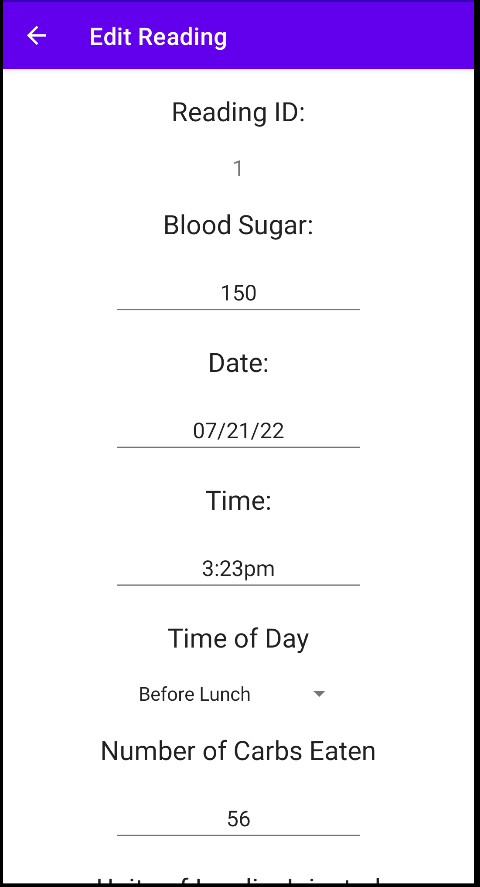 Edit Reading
Reading ID:
1
Blood Sugar:
150
Date:
07/21/22
Time:
3:23pm
Time of Day
Before Lunch
Number of Carbs Eaten
56